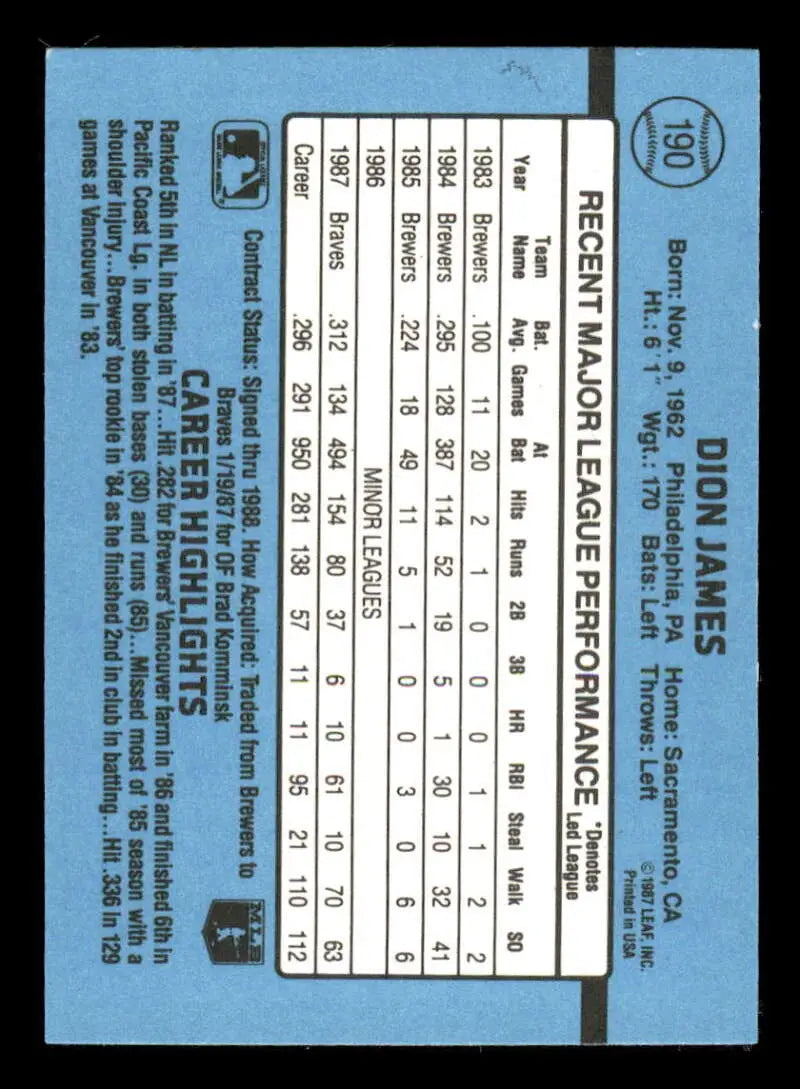 190
DION JAMES
Born: Nov. 9, 1962 Philadelphia, PA Home: Sacramento, CA
Ht.: 6'1" Wgt.: 170 Bats: Left Throws: Left
© 1987 LEAF, INC.
Printed in USA
RECENT MAJOR LEAGUE PERFORMANCE *Denotes Led League
Year Team Name Bat. Avg. Games At Bat Hits Runs 2B 3B HR RBI Steal Walk SO
1983 Brewers .100 11 20 2 1 0 0 0 1 1 2 2
1984 Brewers .295 128 387 114 52 19 5 1 30 10 32 41
1985 Brewers .224 18 49 11 5 1 0 0 3 0 6 6
1986 MINOR LEAGUES
1987 Braves .312 134 494 154 80 37 6 10 61 10 70 63
Career .296 291 950 281 138 57 11 11 95 21 110 112
Contract Status: Signed thru 1988. How Acquired: Traded from Brewers to
Braves 1/19/87 for OF Brad Komminsk
MLB
CAREER HIGHLIGHTS
Ranked 5th in NL in batting in '87...Hit .282 for Brewers' Vancouver farm in '86 and finished 6th in
Pacific Coast Lg. in both stolen bases (30) and runs (85)...Missed most of '85 season with a
shoulder injury...Brewers' top rookie in '84 as he finished 2nd in club in batting...Hit .336 in 129
games at Vancouver in '83.